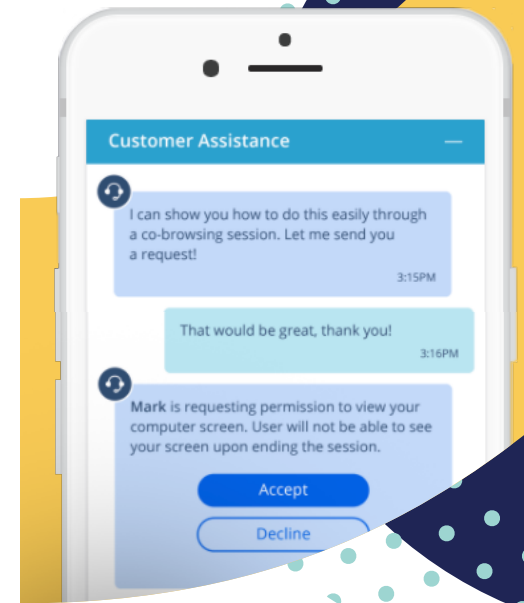 Customer Assistance
I can show you how to do this easily through
a co-browsing session. Let me send you
a request!
3:15PM
That would be great, thank you!
3:16PM
Mark is requesting permission to view your
computer screen. User will not be able to see
your screen upon ending the session.
Accept
Decline